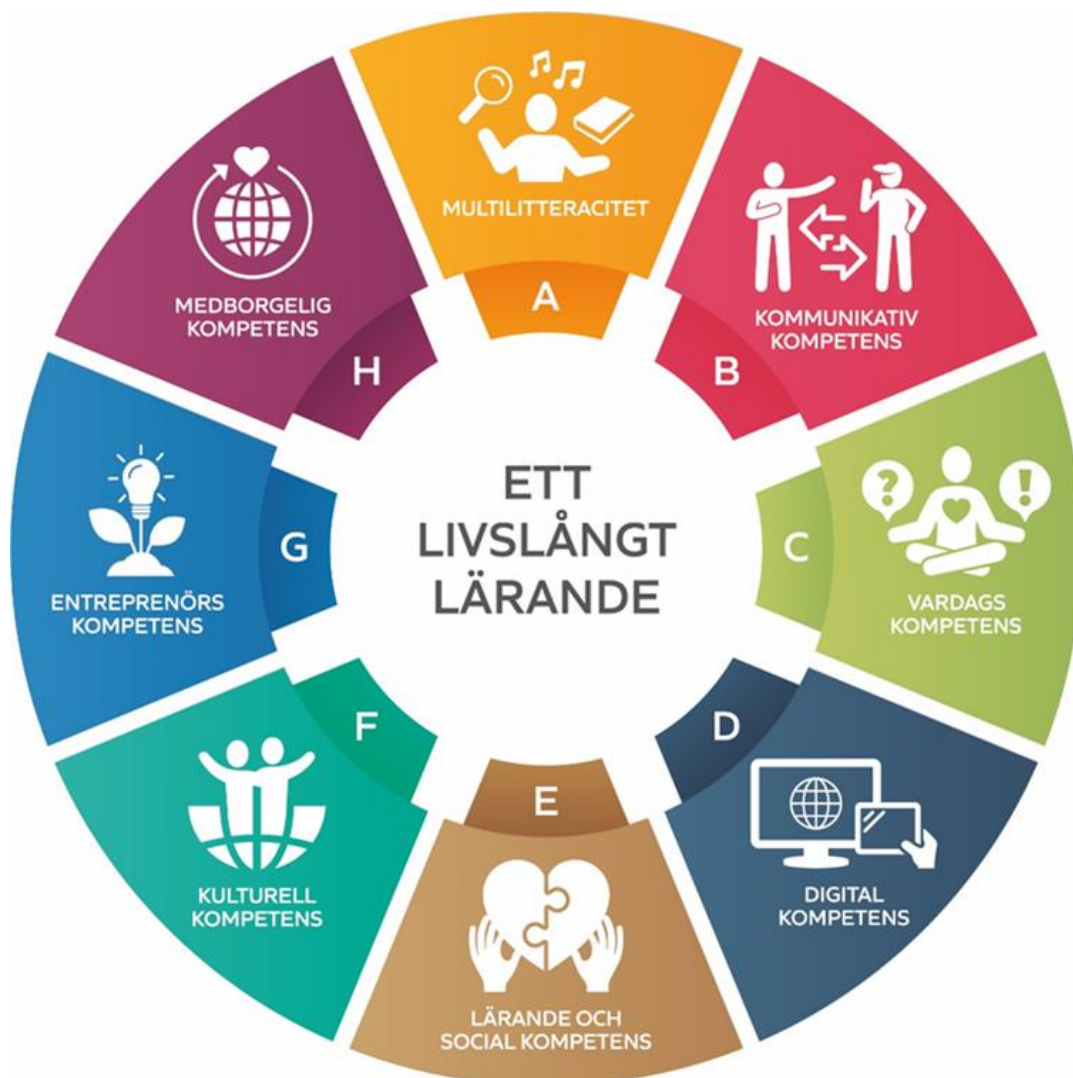 MULTILITTERACITET
A
KOMMUNIKATIV
KOMPETENS
B
VARDAGS
KOMPETENS
C
DIGITAL
KOMPETENS
D
LÄRANDE OCH
SOCIAL KOMPETENS
E
KULTURELL
KOMPETENS
F
ENTREPRENÖRS
KOMPETENS
G
MEDBORGELIG
KOMPETENS
H
ETT
LIVSLÅNGT
LÄRANDE
?
!